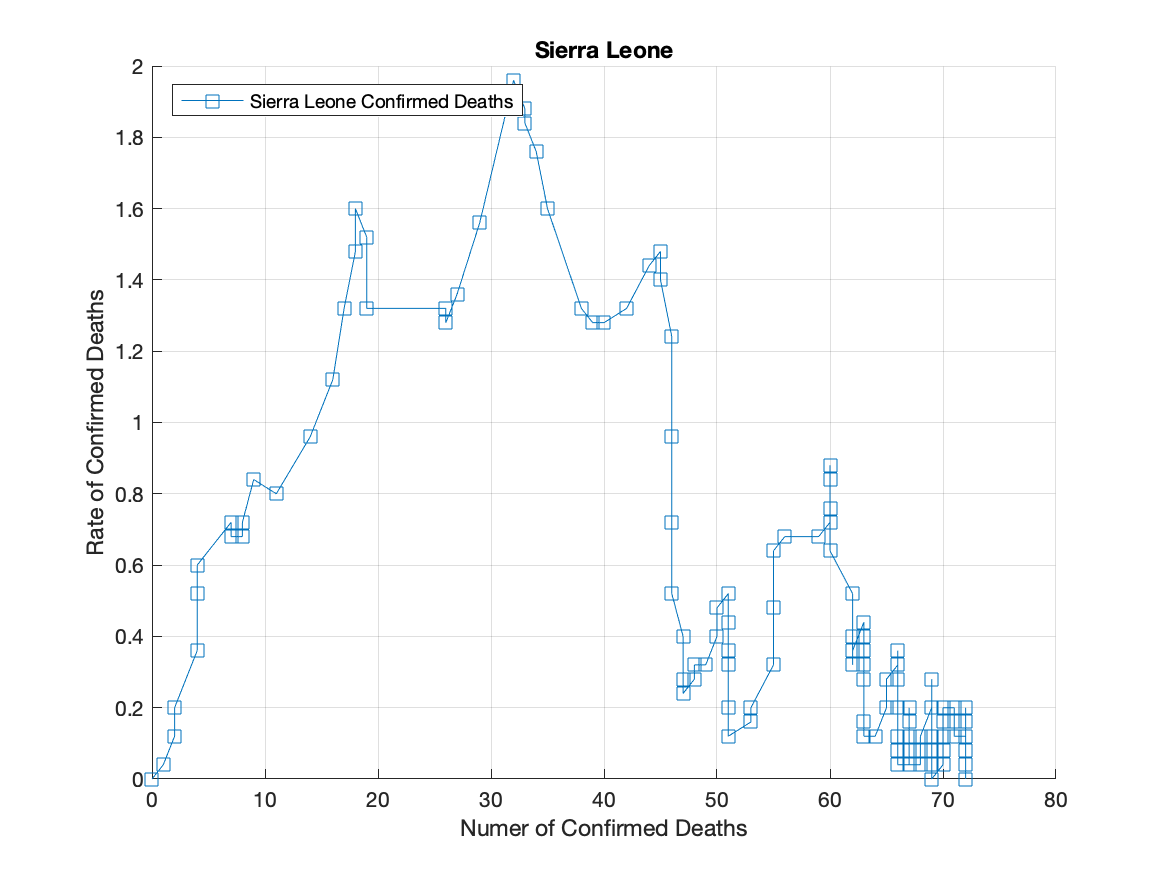 Sierra Leone
Sierra Leone Confirmed Deaths
2
1.8
1.6
1.4
1.2
1
0.8
0.6
0.4
0.2
0
Rate of Confirmed Deaths
0 10 20 30 40 50 60 70 80
Numer of Confirmed Deaths